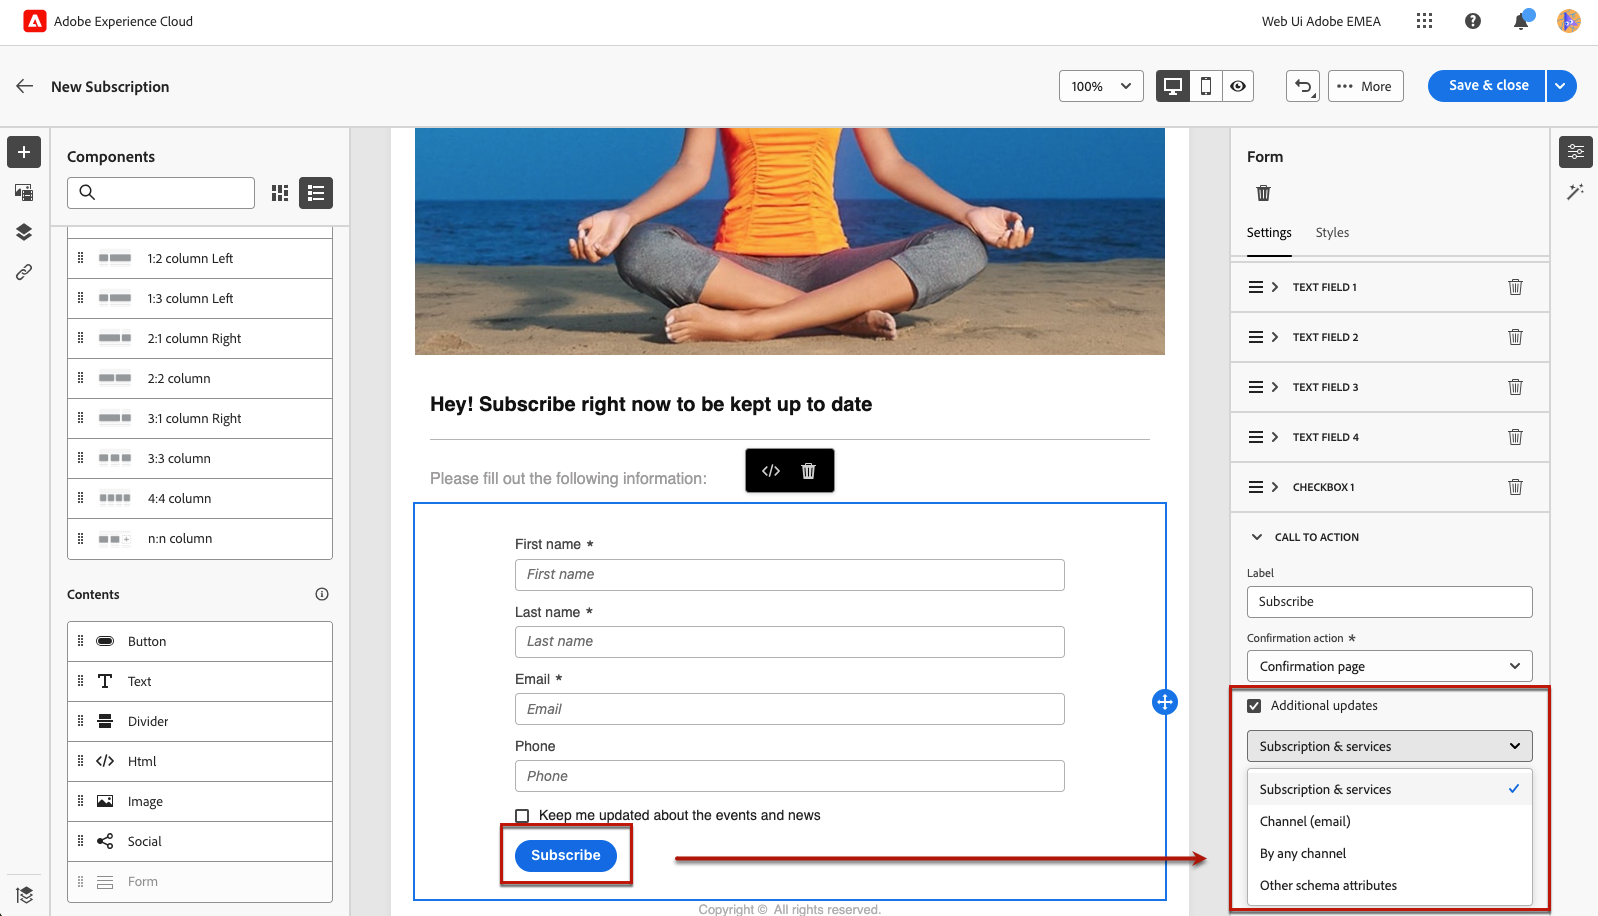 Adobe Experience Cloud
Web Ui Adobe EMEA
New Subscription
100%
More
Save & close
Components
1:2 column Left
1:3 column Left
2:1 column Right
2:2 column
3:1 column Right
3:3 column
4:4 column
n:n column
Contents
Button
Text
Divider
Html
Image
Social
Form
Hey! Subscribe right now to be kept up to date
Please fill out the following information:
First name *
First name
Last name *
Last name
Email *
Email
Phone
Phone
Keep me updated about the events and news
Subscribe
Copyright © All rights reserved.
Form
Settings
Styles
TEXT FIELD 1
TEXT FIELD 2
TEXT FIELD 3
TEXT FIELD 4
CHECKBOX 1
CALL TO ACTION
Label
Subscribe
Confirmation action *
Confirmation page
Additional updates
Subscription & services
Subscription & services
Channel (email)
By any channel
Other schema attributes